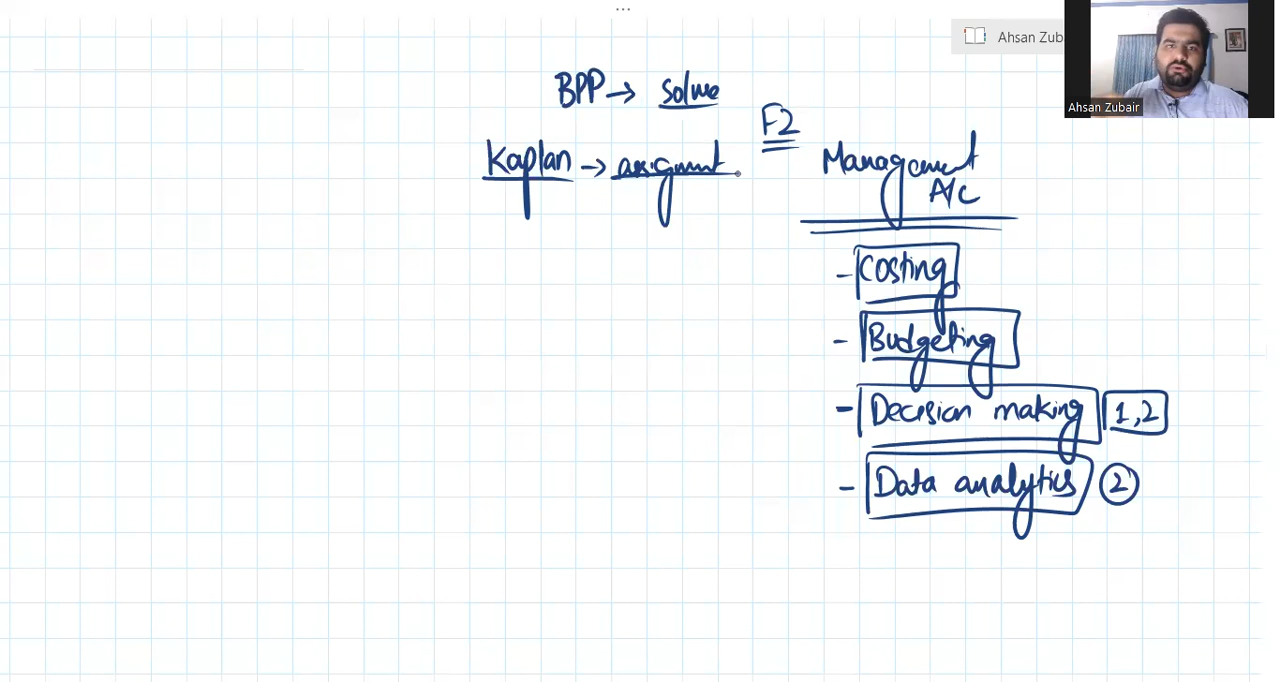 ...
Ahsan Zub
Ahsan Zubair
BPP → solve
Kaplan → assignment
F2
Management
A/C
- Costing
- Budgeting
- Decision making 1,2
- Data analytics 2